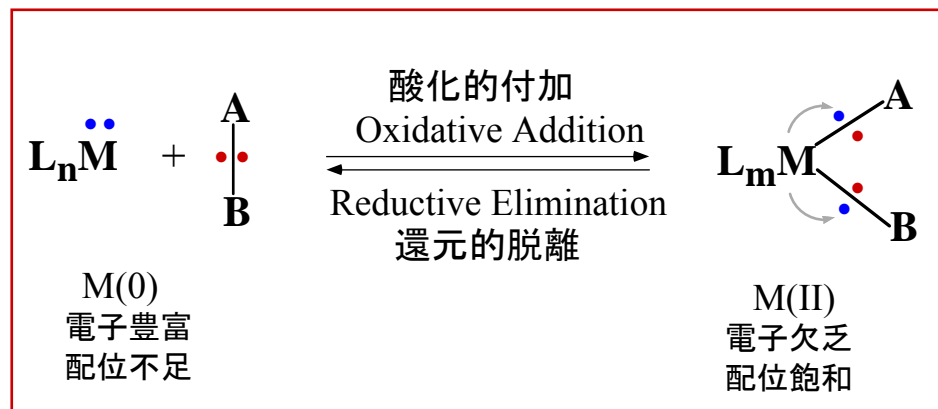 酸化的付加
Oxidative Addition
LnM + A B
LmM A B
Reductive Elimination
還元的脱離
M(0)
電子豊富
配位不足
M(II)
電子欠乏
配位飽和